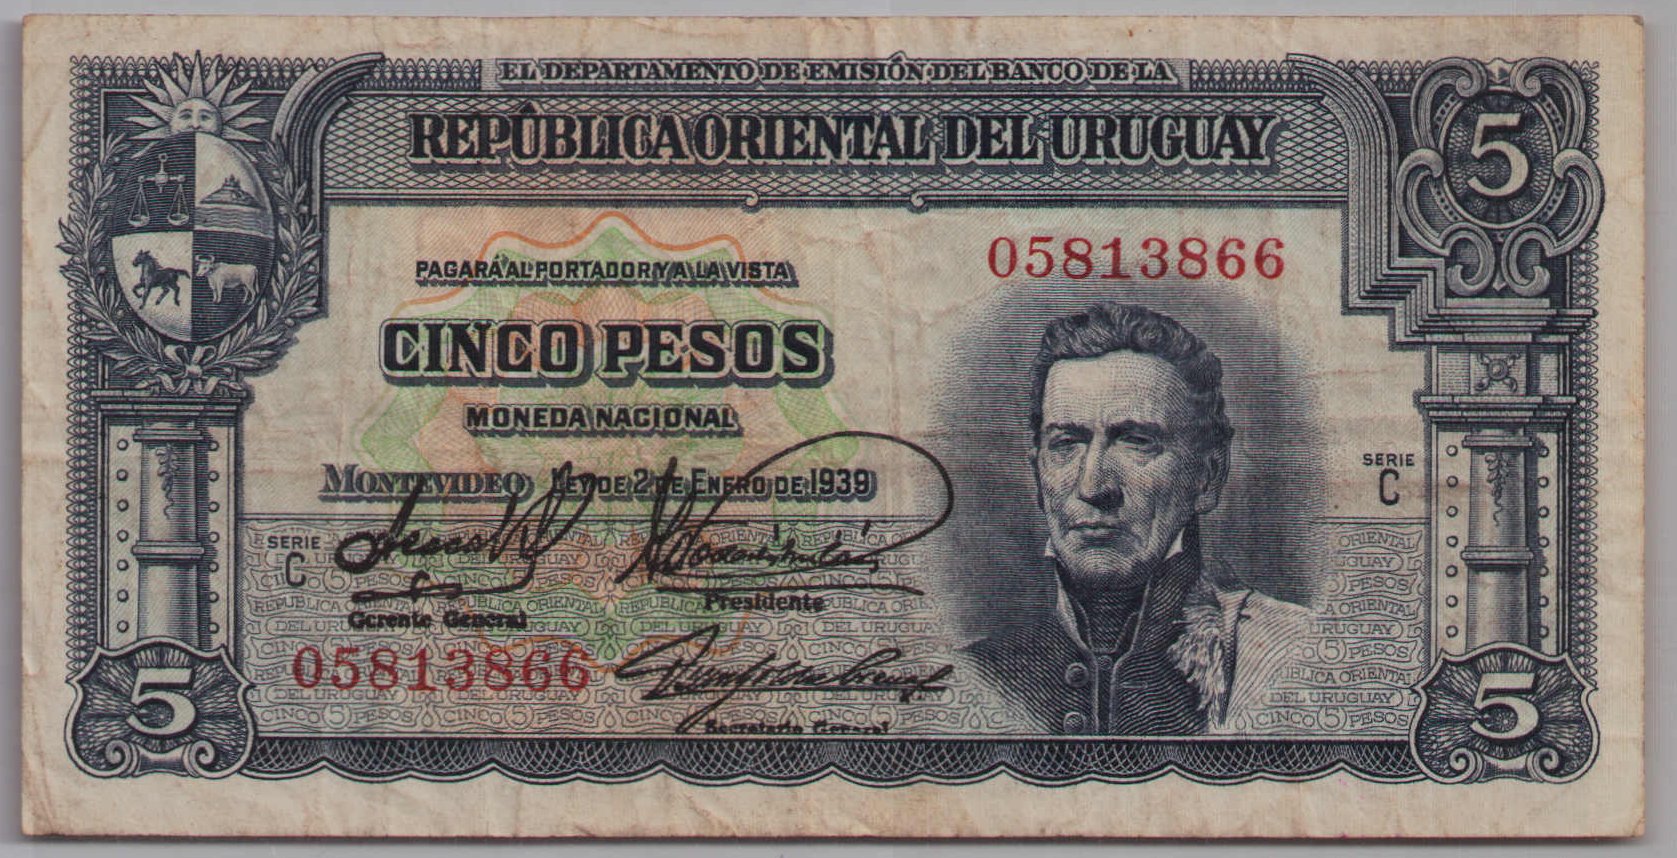 EL DEPARTAMENTO DE EMISIÓN DEL BANCO DE LA
REPÚBLICA ORIENTAL DEL URUGUAY
5
05813866
PAGARÁ AL PORTADOR Y A LA VISTA
CINCO PESOS
MONEDA NACIONAL
MONTEVIDEO, LEY DE 2 DE ENERO DE 1939
SERIE
C
SERIE
C
Presidente
Gerente General
05813866
Secretario General
5
5